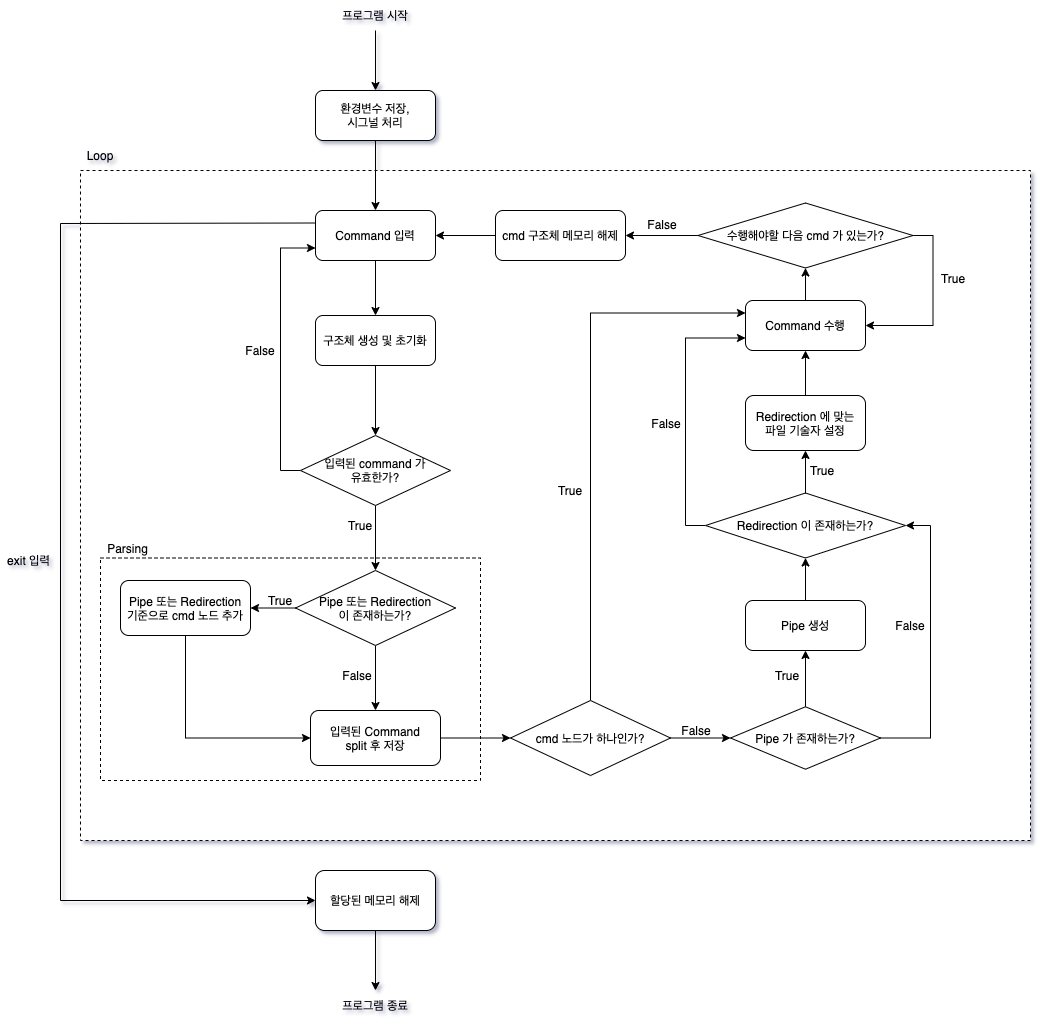 프로그램 시작
환경변수 저장,
시그널 처리
Loop
Command 입력
cmd 구조체 메모리 해제
False
수행해야할 다음 cmd 가 있는가?
True
Command 수행
구조체 생성 및 초기화
False
False
Redirection 에 맞는
파일 기술자 설정
입력된 command 가
유효한가?
True
True
True
Redirection 이 존재하는가?
exit 입력
Parsing
Pipe 또는 Redirection
기준으로 cmd 노드 추가
True
Pipe 또는 Redirection
이 존재하는가?
Pipe 생성
False
False
True
입력된 Command
split 후 저장
cmd 노드가 하나인가?
False
Pipe 가 존재하는가?
할당된 메모리 해제
프로그램 종료